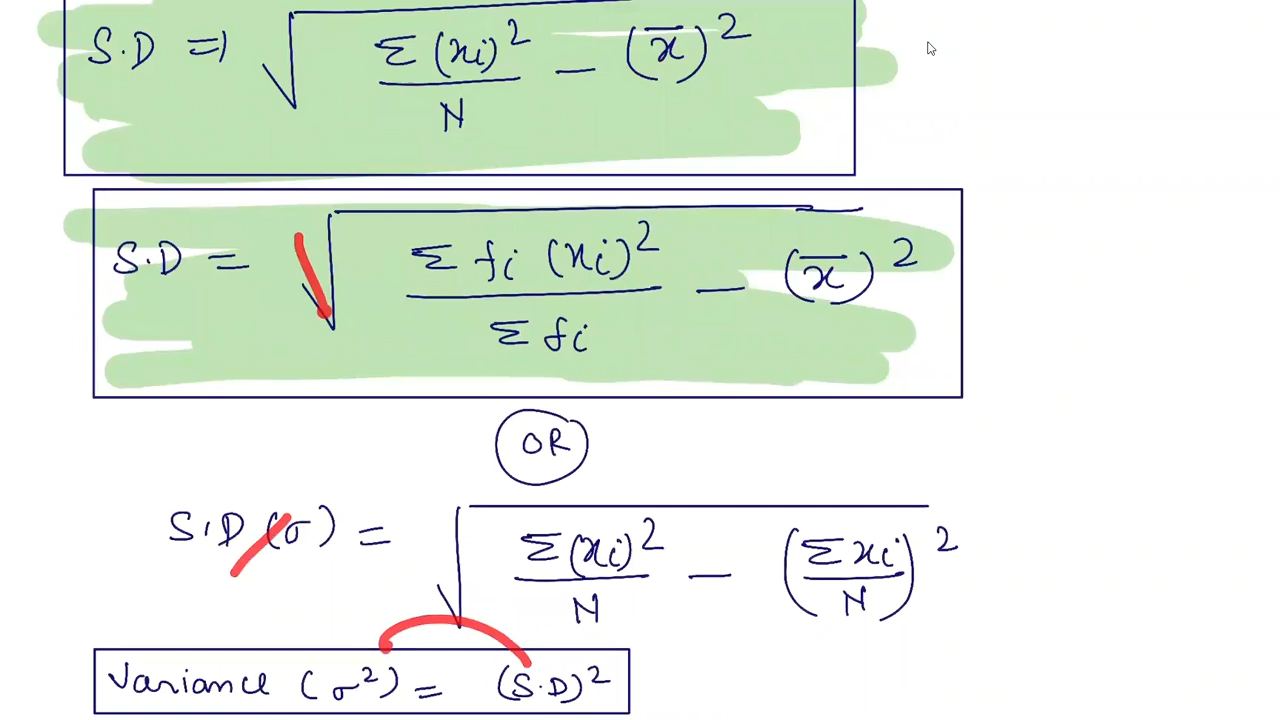 S.D ⇒ √ Σ(xi)²/N − (x̄)²
S.D = √ Σ fi (xi)²/Σ fi − (x̄)²
OR
S.D (σ) = √ Σ(xi)²/N − (Σxi/N)²
Variance (σ²) = (S.D)²